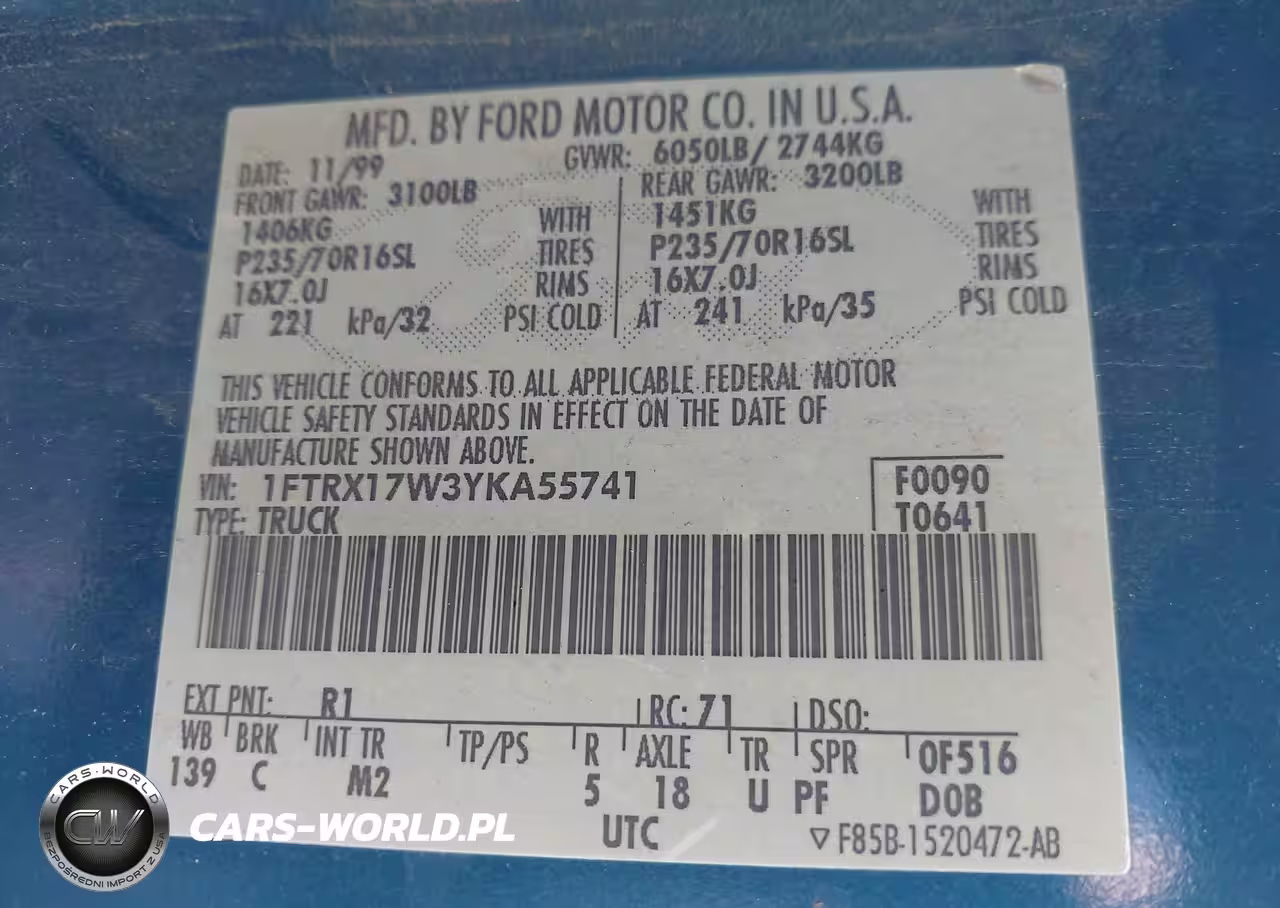 MFD. BY FORD MOTOR CO. IN U.S.A.
DATE: 11/99 GVWR: 6050LB/ 2744KG
FRONT GAWR: 3100LB REAR GAWR: 3200LB
1406KG WITH 1451KG WITH
P235/70R16SL TIRES P235/70R16SL TIRES
16X7.0J RIMS 16X7.0J RIMS
AT 221 kPa/32 PSI COLD AT 241 kPa/35 PSI COLD
THIS VEHICLE CONFORMS TO ALL APPLICABLE FEDERAL MOTOR
VEHICLE SAFETY STANDARDS IN EFFECT ON THE DATE OF
MANUFACTURE SHOWN ABOVE.
VIN: 1FTRX17W3YKA55741 F0090
TYPE: TRUCK T0641
EXT PNT: R1 RC: 71 DSO:
WB BRK INT TR TP/PS R AXLE TR SPR 0F516
139 C M2 5 18 U PF D0B
UTC ▽F85B-1520472-AB
CARS-WORLD
CW
BEZPOŚREDNI IMPORT Z USA
CARS-WORLD.PL